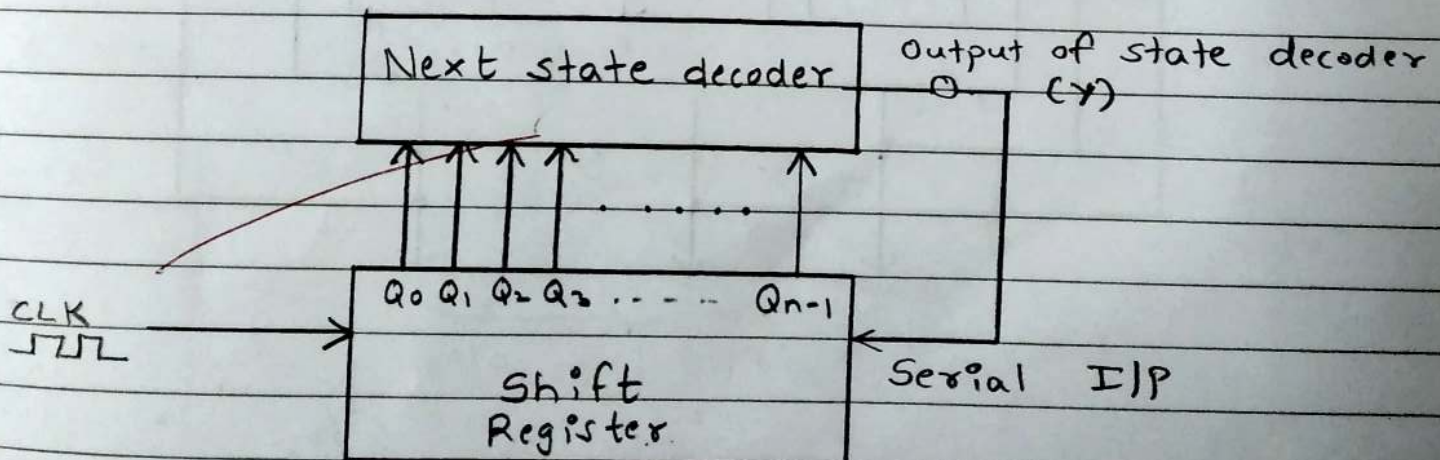 Next state decoder
Output of state decoder
(Y)
Q0 Q1 Q2 Q3 ..... Qn-1
CLK
Serial I/P
Shift
Register